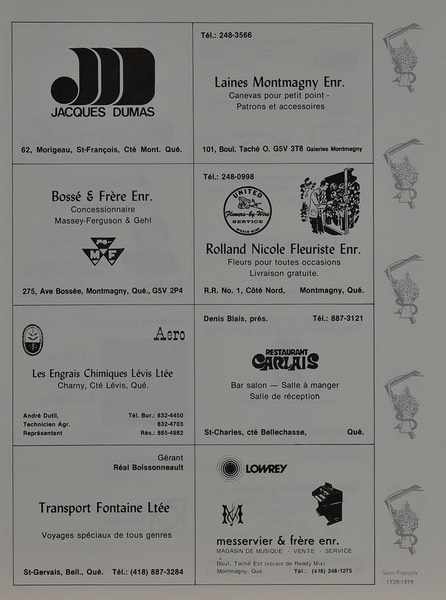 JACQUES DUMAS
62, Morigeau, St-François, Cté Mont. Qué.
Tél.: 248-3566
Laines Montmagny Enr.
Canevas pour petit point -
Patrons et accessoires
101, Boul. Taché O. G5V 3T8 Galeries Montmagny
Bossé & Frère Enr.
Concessionnaire
Massey-Ferguson & Gehl
MF
275, Ave Bossée, Montmagny, Qué., G5V 2P4
Tél.: 248-0998
UNITED
Flowers-by-Wire
SERVICE
WORLD WIDE
Rolland Nicole Fleuriste Enr.
Fleurs pour toutes occasions
Livraison gratuite.
R.R. No. 1, Côté Nord, Montmagny, Qué.
Aero
Les Engrais Chimiques Lévis Ltée
Charny, Cté Lévis, Qué.
André Dutil, Tél. Bur.: 832-4450
Technicien Agr. 832-4703
Représentant Rés.: 885-4982
Denis Blais, prés. Tél.: 887-3121
RESTAURANT
CARLAIS
Bar salon — Salle à manger
Salle de réception
St-Charles, cté Bellechasse, Qué.
Gérant
Réal Boissonneault
Transport Fontaine Ltée
Voyages spéciaux de tous genres
St-Gervais, Bell., Qué. Tél.: (418) 887-3284
LOWREY
messervier & frère enr.
MAGASIN DE MUSIQUE - VENTE - SERVICE
Boul. Taché Est (voisin de Ready Mix)
Montmagny, Qué. Tél.: (418) 248-1275
Saint-François
1729/1979